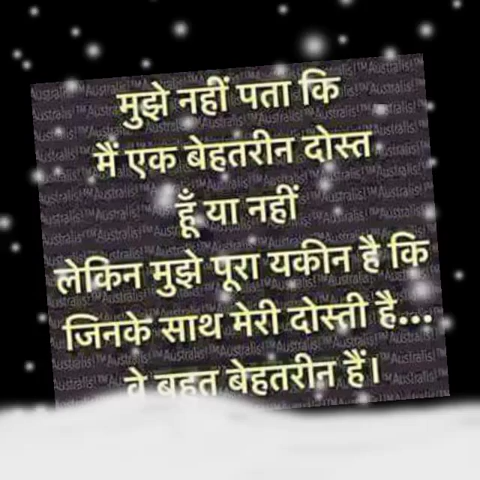 मुझे नहीं पता कि
मैं एक बेहतरीन दोस्त
हूँ या नहीं
लेकिन मुझे पूरा यकीन है कि
जिनके साथ मेरी दोस्ती है...
वे बहुत बेहतरीन हैं।